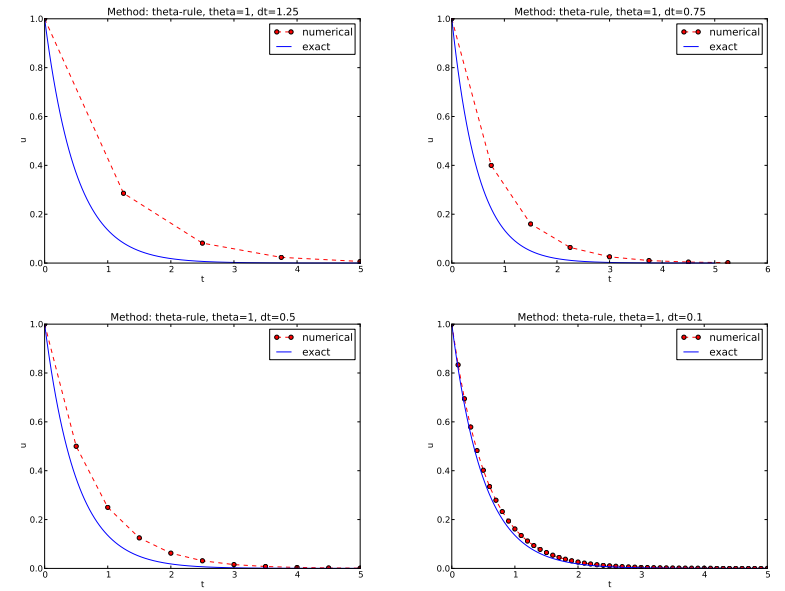 Method: theta-rule, theta=1, dt=1.25
1.0
0.8
0.6
0.4
0.2
0.0
u
numerical
exact
0 1 2 3 4 5
t
Method: theta-rule, theta=1, dt=0.75
1.0
0.8
0.6
0.4
0.2
0.0
u
numerical
exact
0 1 2 3 4 5 6
t
Method: theta-rule, theta=1, dt=0.5
1.0
0.8
0.6
0.4
0.2
0.0
u
numerical
exact
0 1 2 3 4 5
t
Method: theta-rule, theta=1, dt=0.1
1.0
0.8
0.6
0.4
0.2
0.0
u
numerical
exact
0 1 2 3 4 5
t